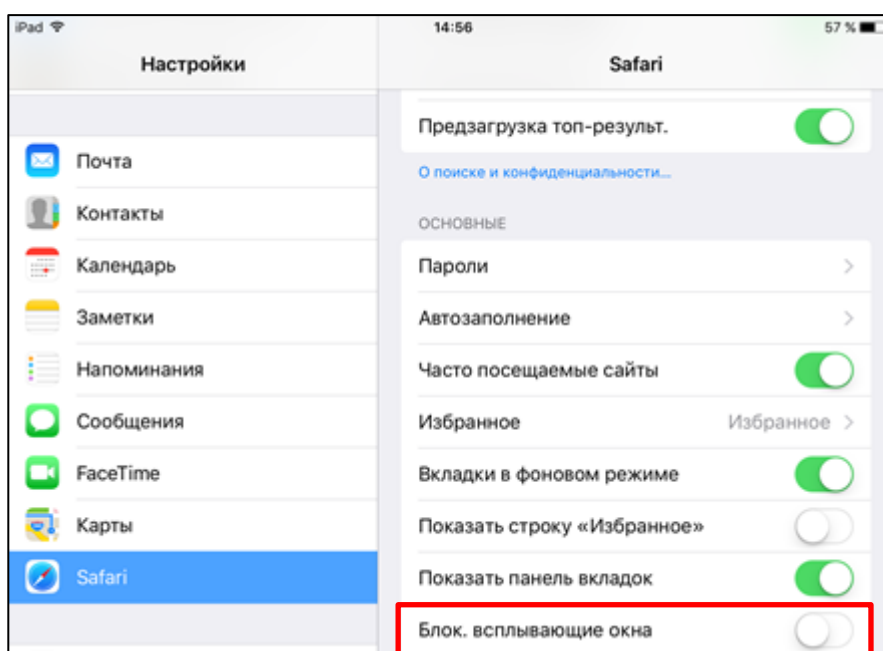 iPad 14:56 57 %
Настройки
Почта
Контакты
Календарь
Заметки
Напоминания
Сообщения
FaceTime
Карты
Safari
Safari
Предзагрузка топ-результ.
О поиске и конфиденциальности...
ОСНОВНЫЕ
Пароли
Автозаполнение
Часто посещаемые сайты
Избранное Избранное
Вкладки в фоновом режиме
Показать строку «Избранное»
Показать панель вкладок
Блок. всплывающие окна